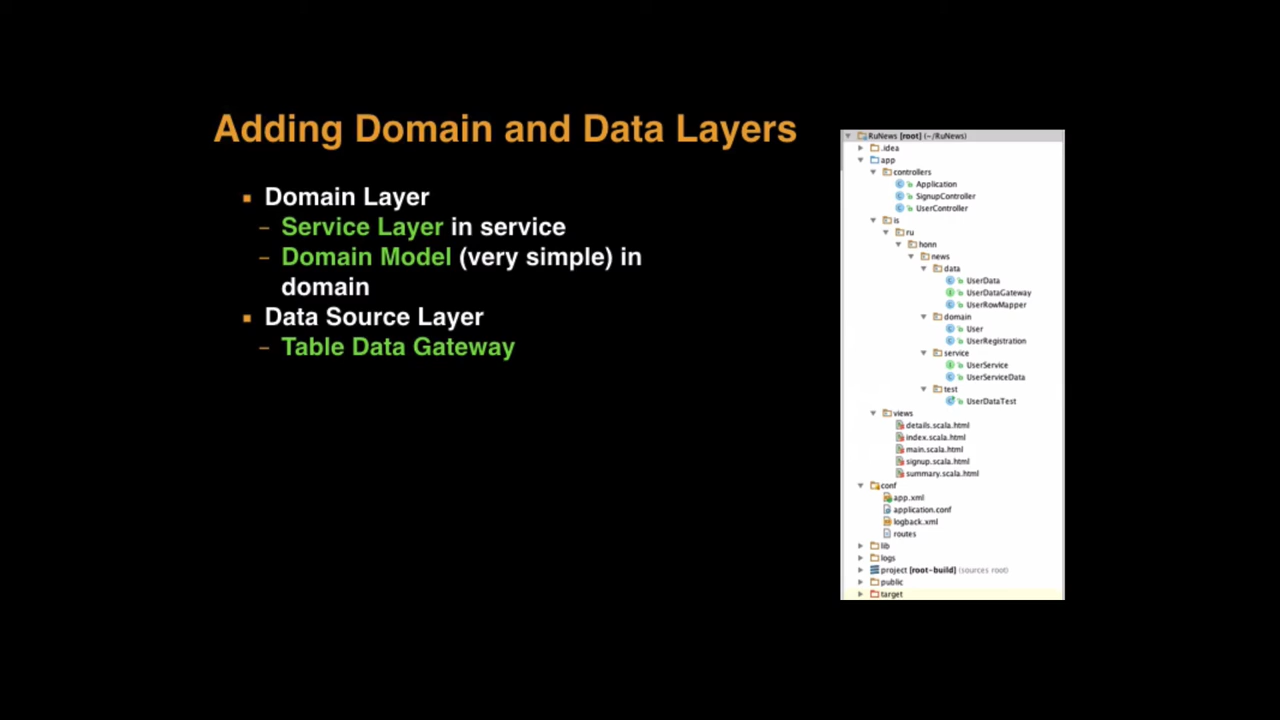 Adding Domain and Data Layers
▪ Domain Layer
– Service Layer in service
– Domain Model (very simple) in
domain
▪ Data Source Layer
– Table Data Gateway
RuNews [root] (~/RuNews)
.idea
app
controllers
Application
SignupController
UserController
is
ru
honn
news
data
UserData
UserDataGateway
UserRowMapper
domain
User
UserRegistration
service
UserService
UserServiceData
test
UserDataTest
views
details.scala.html
index.scala.html
main.scala.html
signup.scala.html
summary.scala.html
conf
app.xml
application.conf
logback.xml
routes
lib
logs
project [root-build] (sources root)
public
target